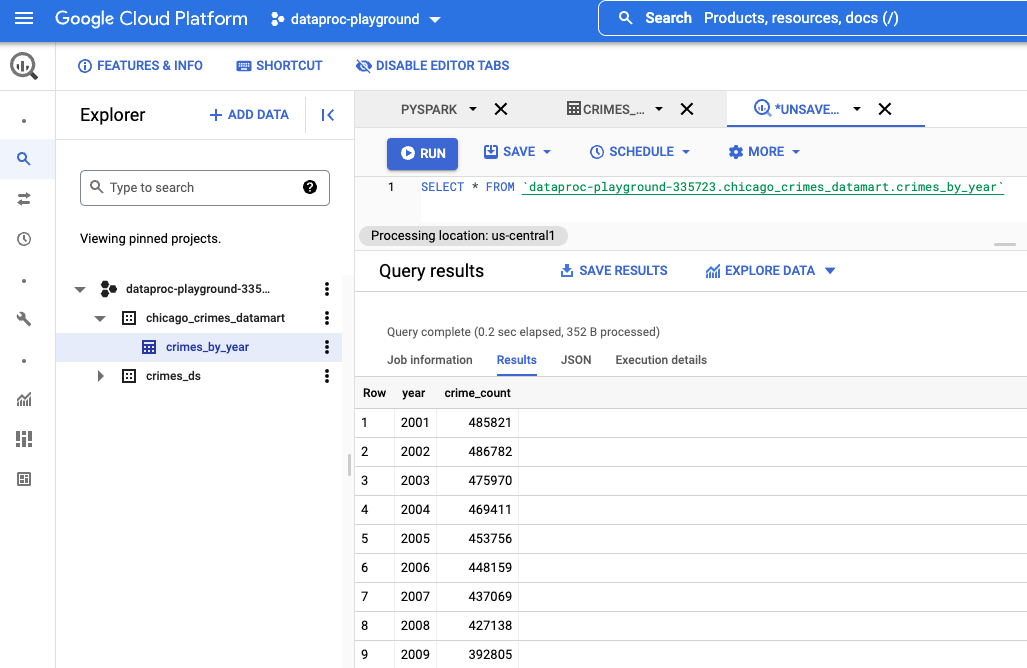 Google Cloud Platform
dataproc-playground
Search Products, resources, docs (/)
FEATURES & INFO
SHORTCUT
DISABLE EDITOR TABS
Explorer
+ ADD DATA
PYSPARK
CRIMES_...
*UNSAVE...
RUN
SAVE
SCHEDULE
MORE
Type to search
1 SELECT * FROM `dataproc-playground-335723.chicago_crimes_datamart.crimes_by_year`
Viewing pinned projects.
Processing location: us-central1
Query results
SAVE RESULTS
EXPLORE DATA
dataproc-playground-335...
chicago_crimes_datamart
crimes_by_year
crimes_ds
Query complete (0.2 sec elapsed, 352 B processed)
Job information
Results
JSON
Execution details
Row year crime_count
1 2001 485821
2 2002 486782
3 2003 475970
4 2004 469411
5 2005 453756
6 2006 448159
7 2007 437069
8 2008 427138
9 2009 392805